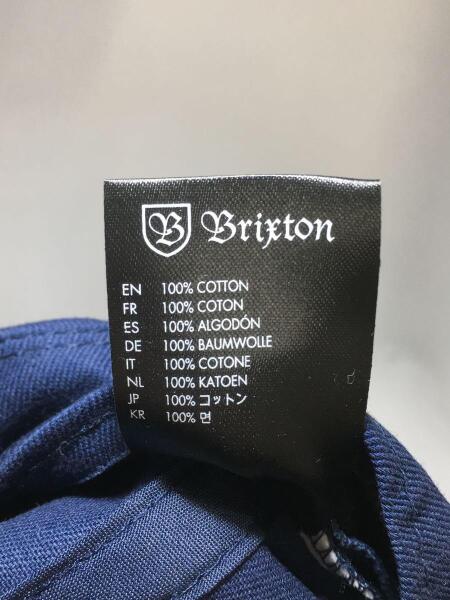 B Brixton
EN 100% COTTON
FR 100% COTON
ES 100% ALGODÓN
DE 100% BAUMWOLLE
IT 100% COTONE
NL 100% KATOEN
JP 100% コットン
KR 100% 면